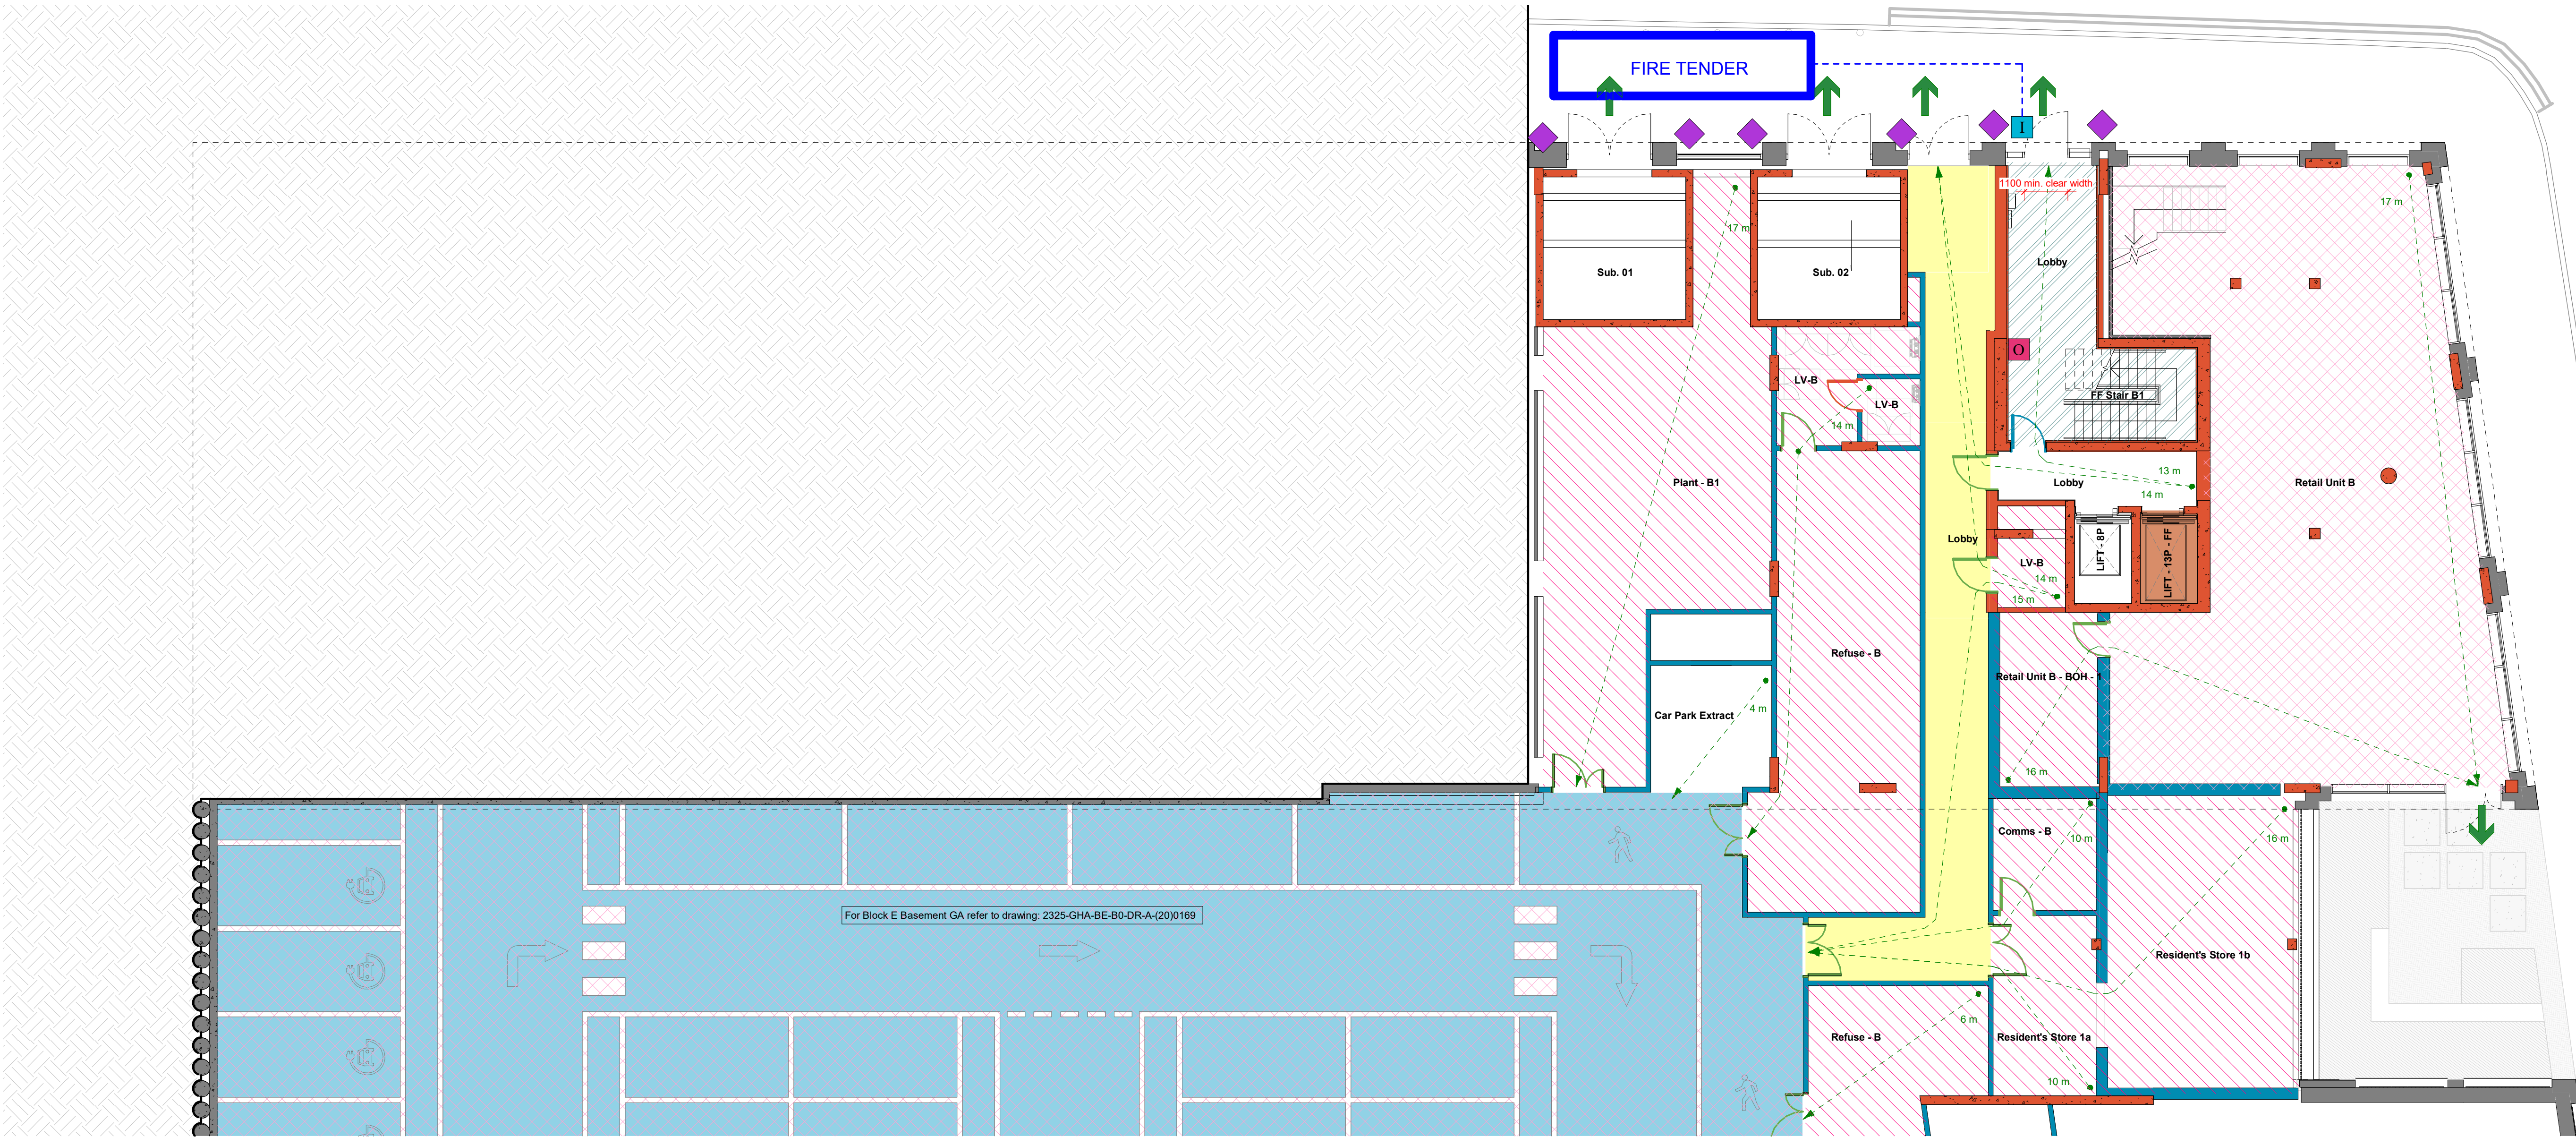 FIRE TENDER
I
1100 min. clear width
17 m
17 m
Sub. 01
Sub. 02
Lobby
O
LV-B
LV-B
FF Stair B1
14 m
Plant - B1
13 m
Lobby
14 m
Retail Unit B
Lobby
LIFT - 8P
LIFT - 13P - FF
LV-B
14 m
15 m
Refuse - B
Retail Unit B - BOH - 1
Car Park Extract
4 m
16 m
Comms - B
10 m
16 m
For Block E Basement GA refer to drawing: 2325-GHA-BE-B0-DR-A-(20)0169
Resident's Store 1b
6 m
Refuse - B
Resident's Store 1a
10 m